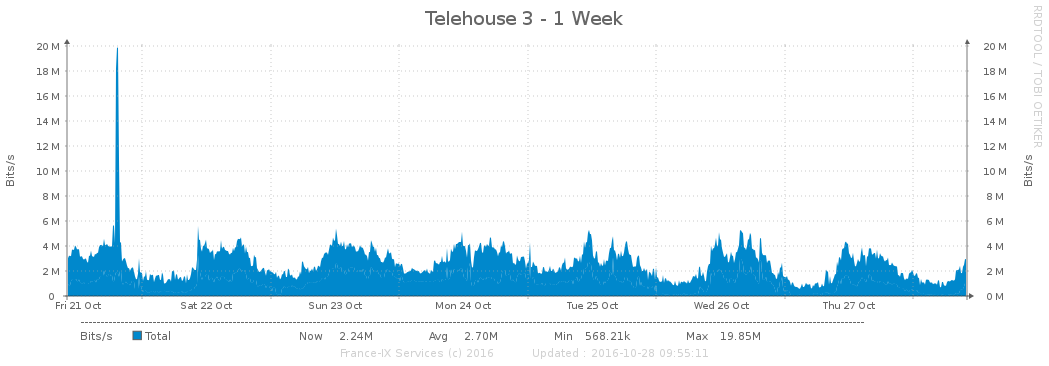 Telehouse 3 - 1 Week
RRDTOOL / TOBI OETIKER
Bits/s
Bits/s
20 M 20 M
18 M 18 M
16 M 16 M
14 M 14 M
12 M 12 M
10 M 10 M
8 M 8 M
6 M 6 M
4 M 4 M
2 M 2 M
0 0 M
Fri 21 Oct Sat 22 Oct Sun 23 Oct Mon 24 Oct Tue 25 Oct Wed 26 Oct Thu 27 Oct
Bits/s Total Now 2.24M Avg 2.70M Min 568.21k Max 19.85M
France-IX Services (c) 2016 Updated : 2016-10-28 09:55:11